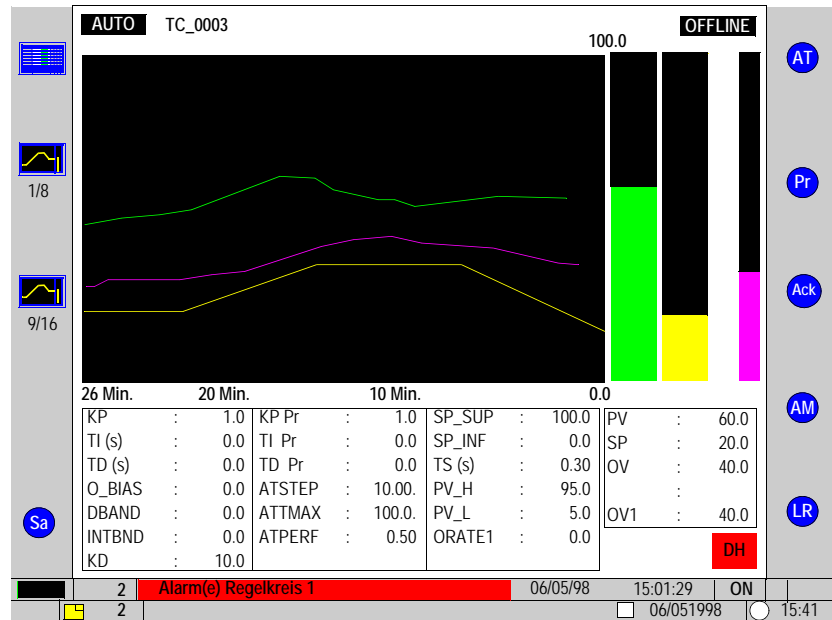 AUTO TC_0003 OFFLINE
100.0
AT
1/8
Pr
9/16
Ack
26 Min. 20 Min. 10 Min. 0.0
AM
KP : 1.0 KP Pr : 1.0 SP_SUP : 100.0 PV : 60.0
TI (s) : 0.0 TI Pr : 0.0 SP_INF : 0.0 SP : 20.0
TD (s) : 0.0 TD Pr : 0.0 TS (s) : 0.30 OV : 40.0
O_BIAS : 0.0 ATSTEP : 10.00. PV_H : 95.0 :
DBAND : 0.0 ATTMAX : 100.0. PV_L : 5.0 OV1 : 40.0
Sa
LR
INTBND : 0.0 ATPERF : 0.50 ORATE1 : 0.0
KD : 10.0
DH
2 Alarm(e) Regelkreis 1 06/05/98 15:01:29 ON
2 06/051998 15:41